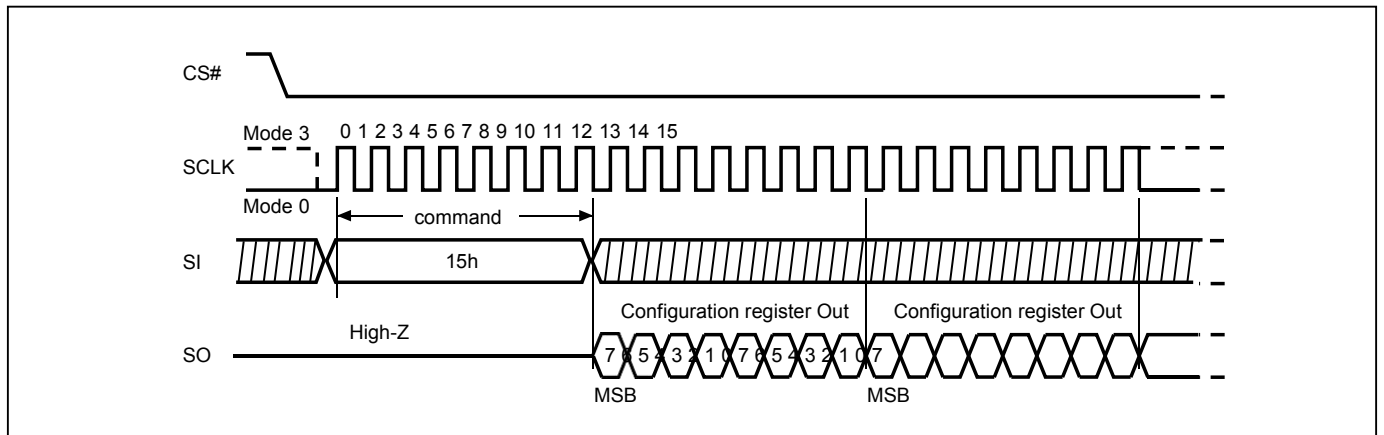 CS#
Mode 3
0 1 2 3 4 5 6 7 8 9 10 11 12 13 14 15
SCLK
Mode 0
command
SI
15h
Configuration register Out Configuration register Out
High-Z
SO
7 6 5 4 3 2 1 0 7 6 5 4 3 2 1 0 7
MSB MSB